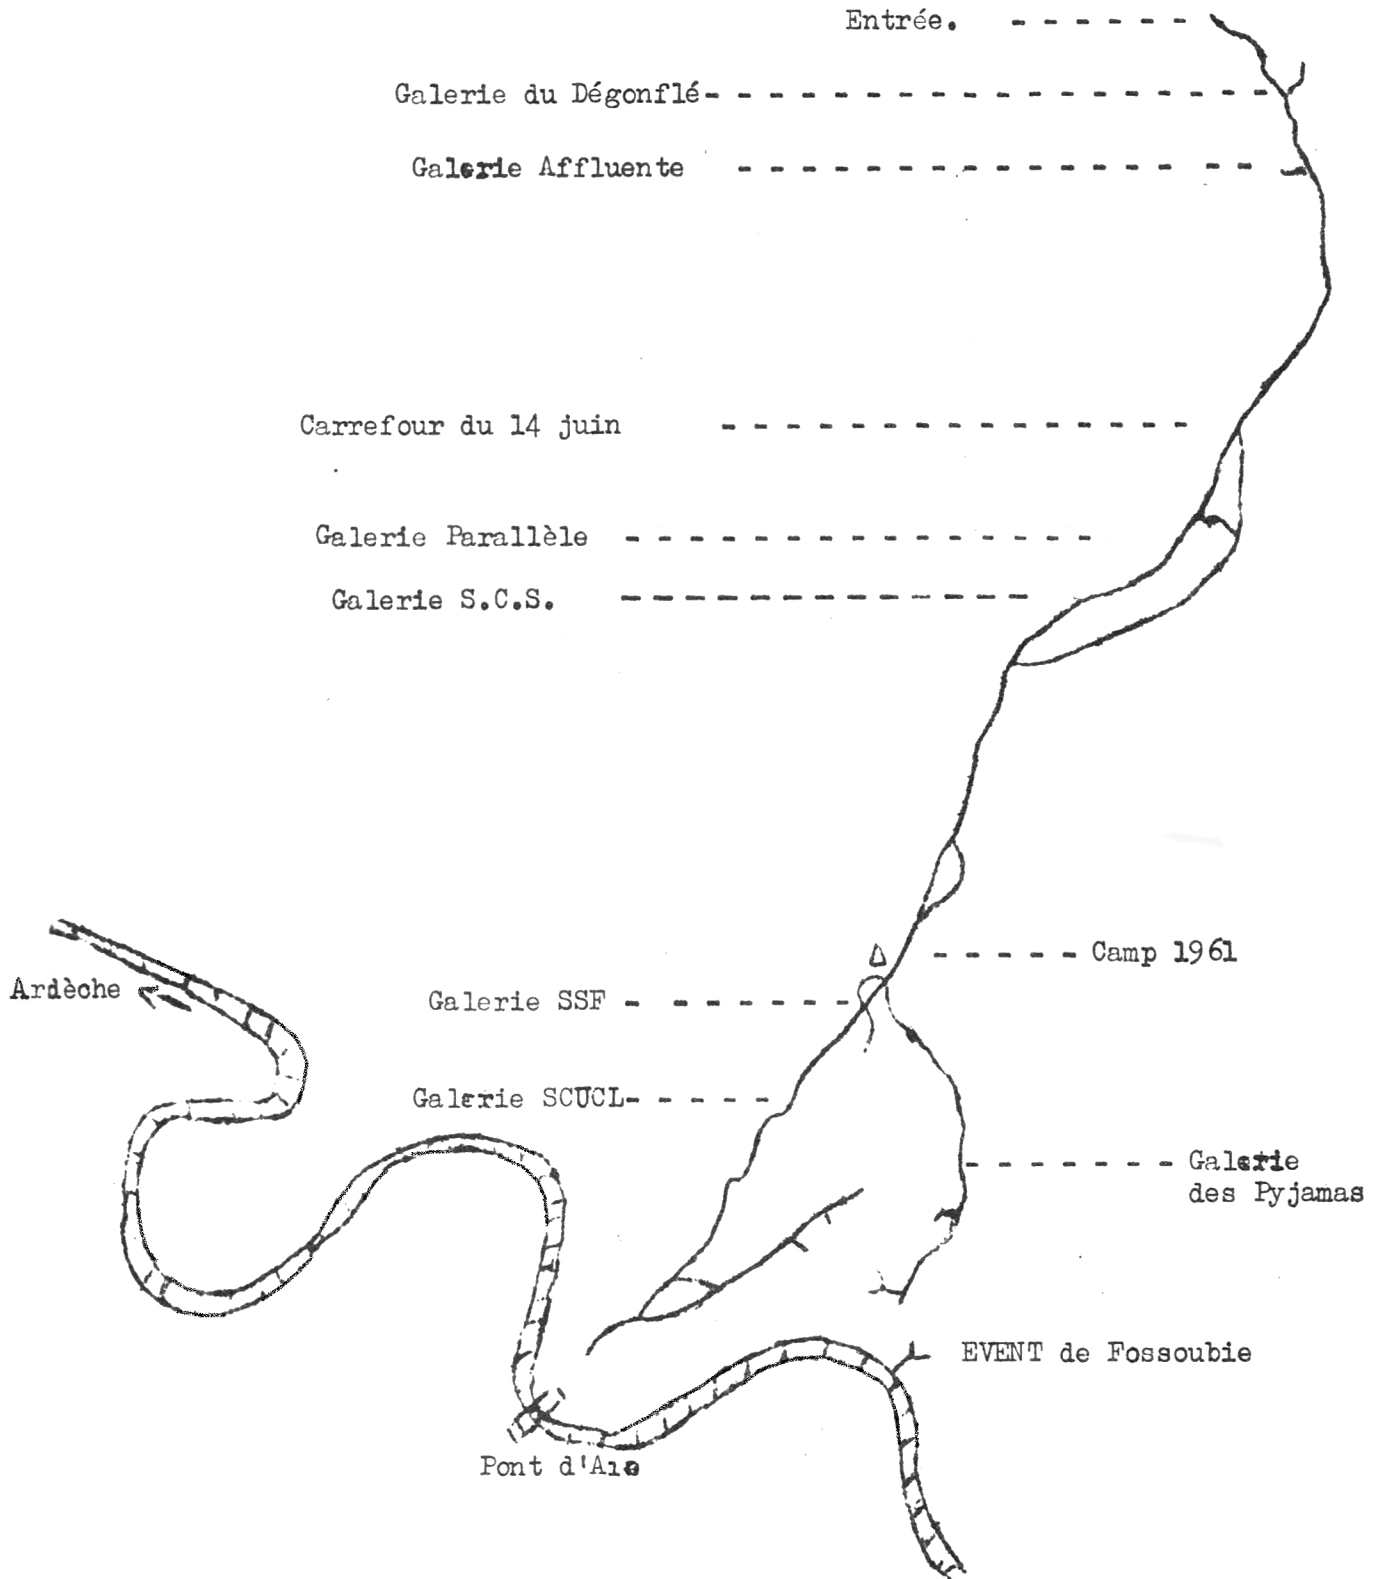 Entrée.
Galerie du Dégonflé
Galerie Affluente
Carrefour du 14 juin
Galerie Parallèle
Galerie S.C.S.
Camp 1961
Ardèche
Galerie SSF
Galerie SCUCL
Galerie
des Pyjamas
EVENT de Fossoubie
Pont d'Arc